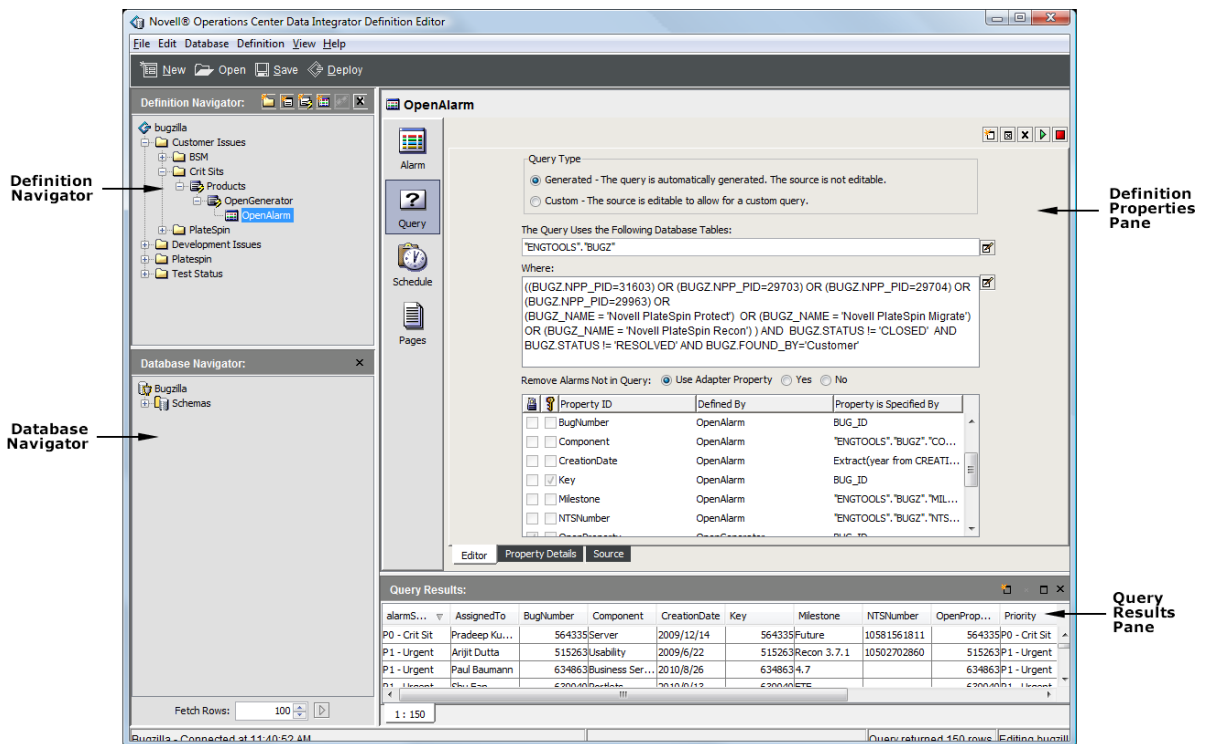 Novell® Operations Center Data Integrator Definition Editor
File Edit Database Definition View Help
New Open Save Deploy
Definition Navigator:
bugzilla
Customer Issues
BSM
Crit Sits
Products
OpenGenerator
OpenAlarm
PlateSpin
Development Issues
Platespin
Test Status
Definition
Navigator
Database Navigator:
Bugzilla
Schemas
Database
Navigator
Fetch Rows: 100
OpenAlarm
Alarm
Query
Schedule
Pages
Query Type
Generated - The query is automatically generated. The source is not editable.
Custom - The source is editable to allow for a custom query.
The Query Uses the Following Database Tables:
"ENGTOOLS"."BUGZ"
Where:
((BUGZ.NPP_PID=31603) OR (BUGZ.NPP_PID=29703) OR (BUGZ.NPP_PID=29704) OR
(BUGZ.NPP_PID=29963) OR
(BUGZ_NAME = 'Novell PlateSpin Protect') OR (BUGZ_NAME = 'Novell PlateSpin Migrate')
OR (BUGZ_NAME = 'Novell PlateSpin Recon') ) AND BUGZ.STATUS != 'CLOSED' AND
BUGZ.STATUS != 'RESOLVED' AND BUGZ.FOUND_BY='Customer'
Remove Alarms Not in Query: Use Adapter Property Yes No
Property ID Defined By Property is Specified By
BugNumber OpenAlarm BUG_ID
Component OpenAlarm "ENGTOOLS"."BUGZ"."CO...
CreationDate OpenAlarm Extract(year from CREATI...
Key OpenAlarm BUG_ID
Milestone OpenAlarm "ENGTOOLS"."BUGZ"."MIL...
NTSNumber OpenAlarm "ENGTOOLS"."BUGZ"."NTS...
OpenProperty OpenGenerator BUG_ID
Editor Property Details Source
Definition
Properties
Pane
Query Results:
alarmS... AssignedTo BugNumber Component CreationDate Key Milestone NTSNumber OpenProp... Priority
P0 - Crit Sit Pradeep Ku... 564335 Server 2009/12/14 564335 Future 10581561811 564335 P0 - Crit Sit
P1 - Urgent Arijit Dutta 515263 Usability 2009/6/22 515263 Recon 3.7.1 10502702860 515263 P1 - Urgent
P1 - Urgent Paul Baumann 634863 Business Ser... 2010/8/26 634863 4.7 634863 P1 - Urgent
P1 - Urgent
1 : 150
Query
Results
Pane
Bugzilla - Connected at 11:40:52 AM
Query returned 150 rows Editing bugzill